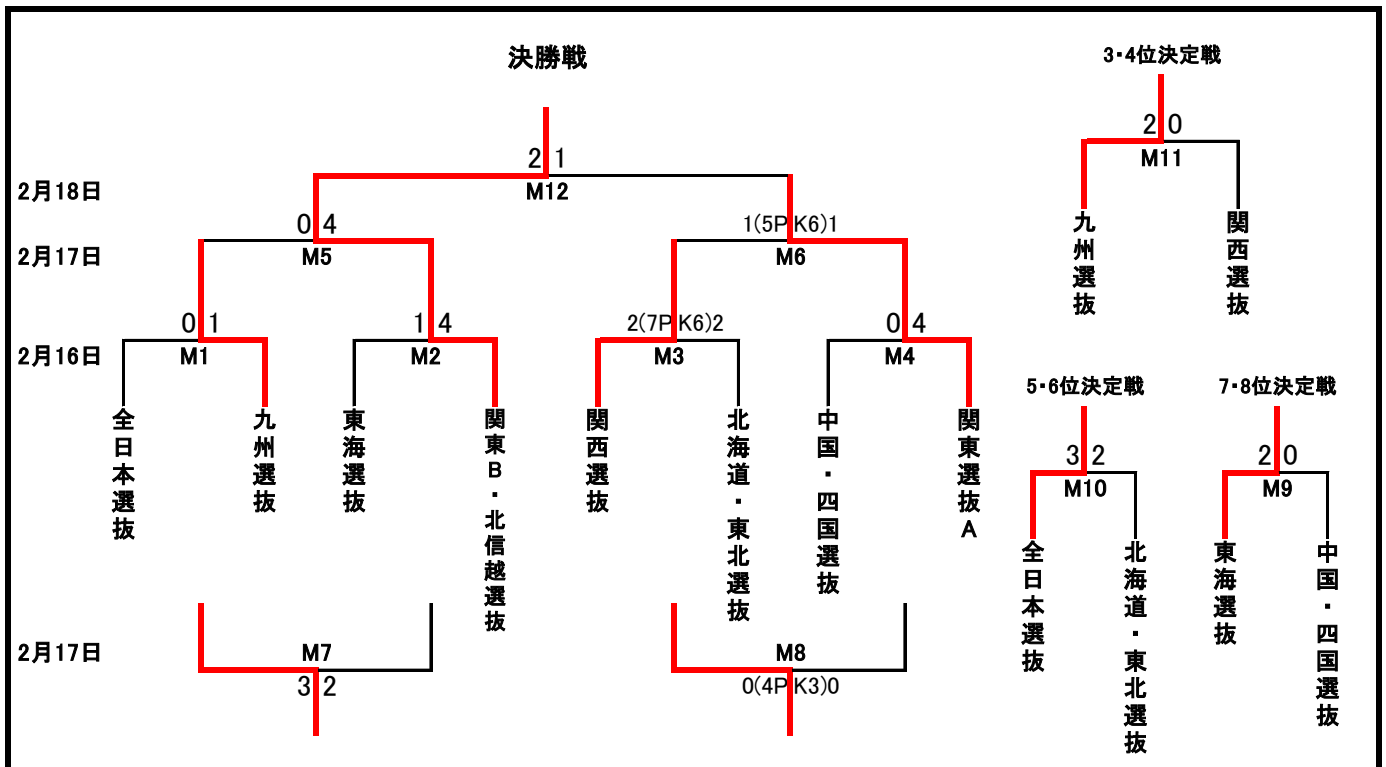 決勝戦
2 1
M12
2月18日
0 4
M5
1(5PK6)1
M6
2月17日
0 1
M1
1 4
M2
2(7PK6)2
M3
0 4
M4
2月16日
全日本選抜
九州選抜
東海選抜
関東B・北信越選抜
関西選抜
北海道・東北選抜
中国・四国選抜
関東選抜A
2月17日
M7
3 2
M8
0(4PK3)0
3・4位決定戦
2 0
M11
九州選抜
関西選抜
5・6位決定戦
3 2
M10
全日本選抜
北海道・東北選抜
7・8位決定戦
2 0
M9
東海選抜
中国・四国選抜